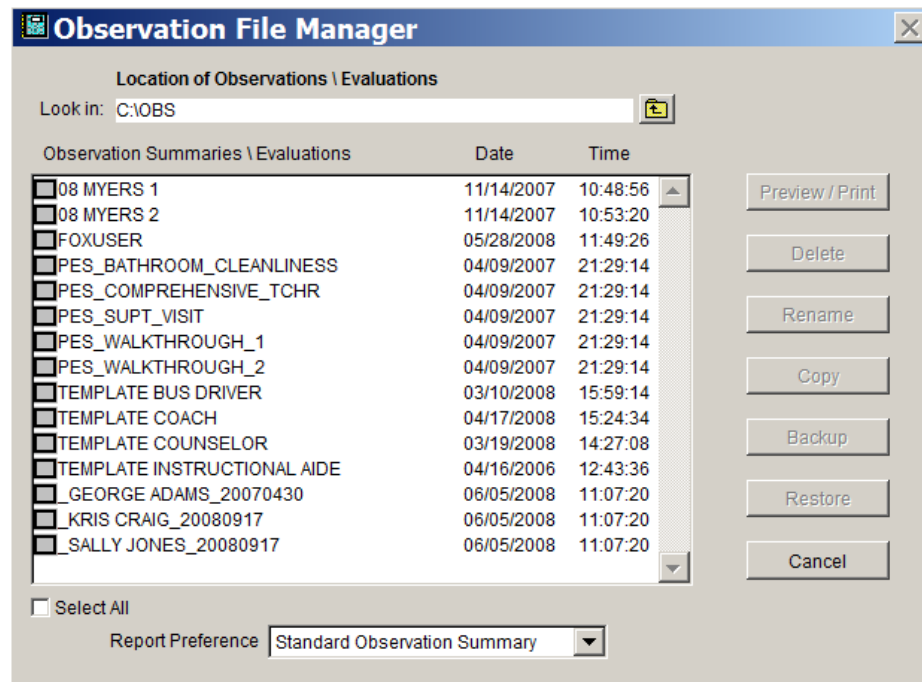 Observation File Manager
Location of Observations \ Evaluations
Look in: C:\OBS
Observation Summaries \ Evaluations Date Time
08 MYERS 1 11/14/2007 10:48:56
08 MYERS 2 11/14/2007 10:53:20
FOXUSER 05/28/2008 11:49:26
PES_BATHROOM_CLEANLINESS 04/09/2007 21:29:14
PES_COMPREHENSIVE_TCHR 04/09/2007 21:29:14
PES_SUPT_VISIT 04/09/2007 21:29:14
PES_WALKTHROUGH_1 04/09/2007 21:29:14
PES_WALKTHROUGH_2 04/09/2007 21:29:14
TEMPLATE BUS DRIVER 03/10/2008 15:59:14
TEMPLATE COACH 04/17/2008 15:24:34
TEMPLATE COUNSELOR 03/19/2008 14:27:08
TEMPLATE INSTRUCTIONAL AIDE 04/16/2006 12:43:36
_GEORGE ADAMS_20070430 06/05/2008 11:07:20
_KRIS CRAIG_20080917 06/05/2008 11:07:20
_SALLY JONES_20080917 06/05/2008 11:07:20
Preview / Print
Delete
Rename
Copy
Backup
Restore
Cancel
Select All
Report Preference Standard Observation Summary